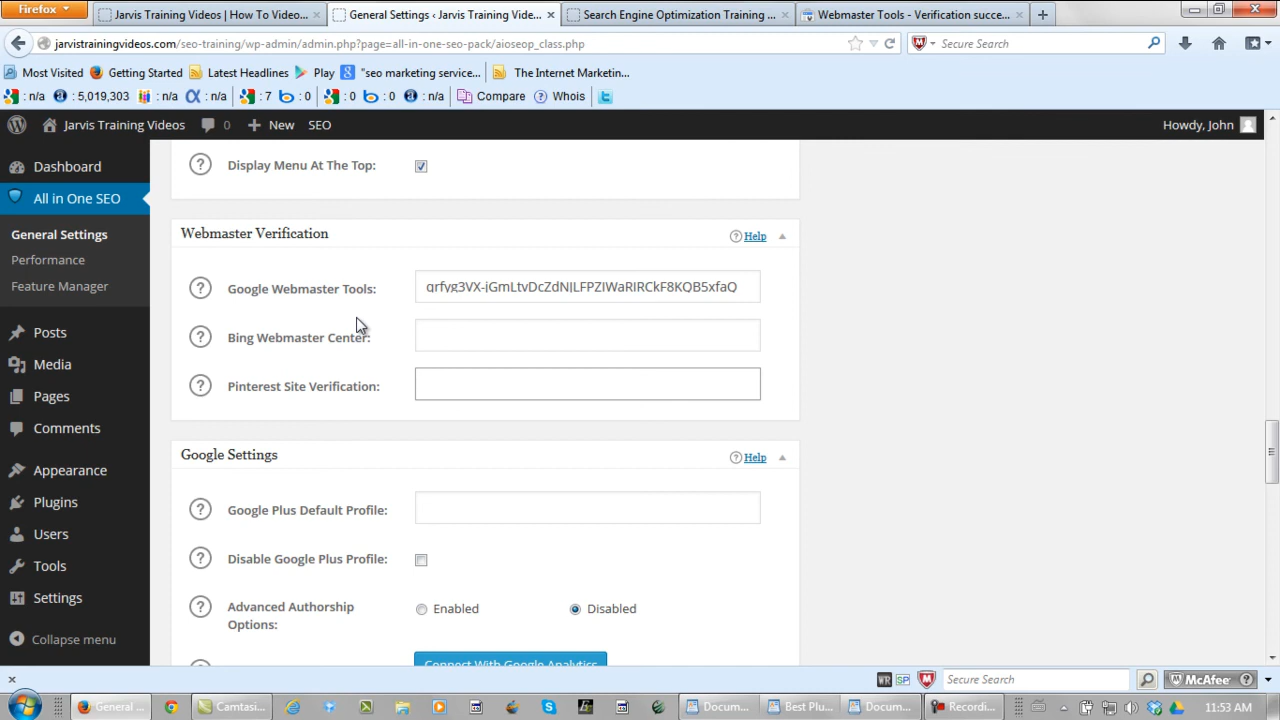 Firefox
Jarvis Training Videos | How To Video...
General Settings ‹ Jarvis Training Vide...
Search Engine Optimization Training ...
Webmaster Tools - Verification succe...
jarvistrainingvideos.com/seo-training/wp-admin/admin.php?page=all-in-one-seo-pack/aioseop_class.php
Secure Search
Most Visited
Getting Started
Latest Headlines
Play
"seo marketing service...
The Internet Marketin...
: n/a
: 5,019,303
: n/a
: n/a
: 7
: 0
: 0
: 0
: n/a
Compare
Whois
Jarvis Training Videos
0
New
SEO
Howdy, John
Dashboard
All in One SEO
General Settings
Performance
Feature Manager
Posts
Media
Pages
Comments
Appearance
Plugins
Users
Tools
Settings
Collapse menu
Display Menu At The Top:
Webmaster Verification
Help
Google Webmaster Tools:
Bing Webmaster Center:
Pinterest Site Verification:
Google Settings
Help
Google Plus Default Profile:
Disable Google Plus Profile:
Advanced Authorship
Options:
Enabled
Disabled
Connect With Google Analytics
WR
SP
Secure Search
McAfee
General ...
Camtasi...
Docum...
Best Plu...
Docum...
Recordi...
11:53 AM